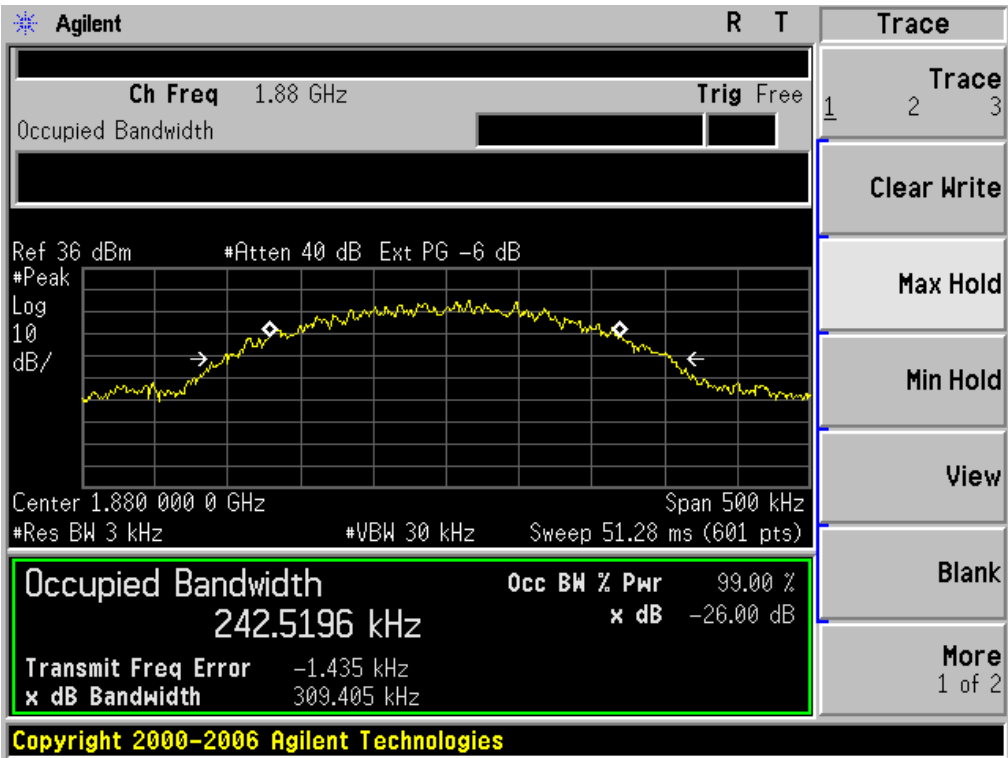 Agilent R T Trace
Ch Freq 1.88 GHz Trig Free
Occupied Bandwidth
Trace
1 2 3
Clear Write
Ref 36 dBm #Atten 40 dB Ext PG -6 dB
#Peak
Log
10
dB/
Max Hold
Min Hold
View
Center 1.880 000 0 GHz Span 500 kHz
#Res BW 3 kHz #VBW 30 kHz Sweep 51.28 ms (601 pts)
Occupied Bandwidth Occ BW % Pwr 99.00 %
242.5196 kHz x dB -26.00 dB
Transmit Freq Error -1.435 kHz
x dB Bandwidth 309.405 kHz
Blank
More
1 of 2
Copyright 2000-2006 Agilent Technologies